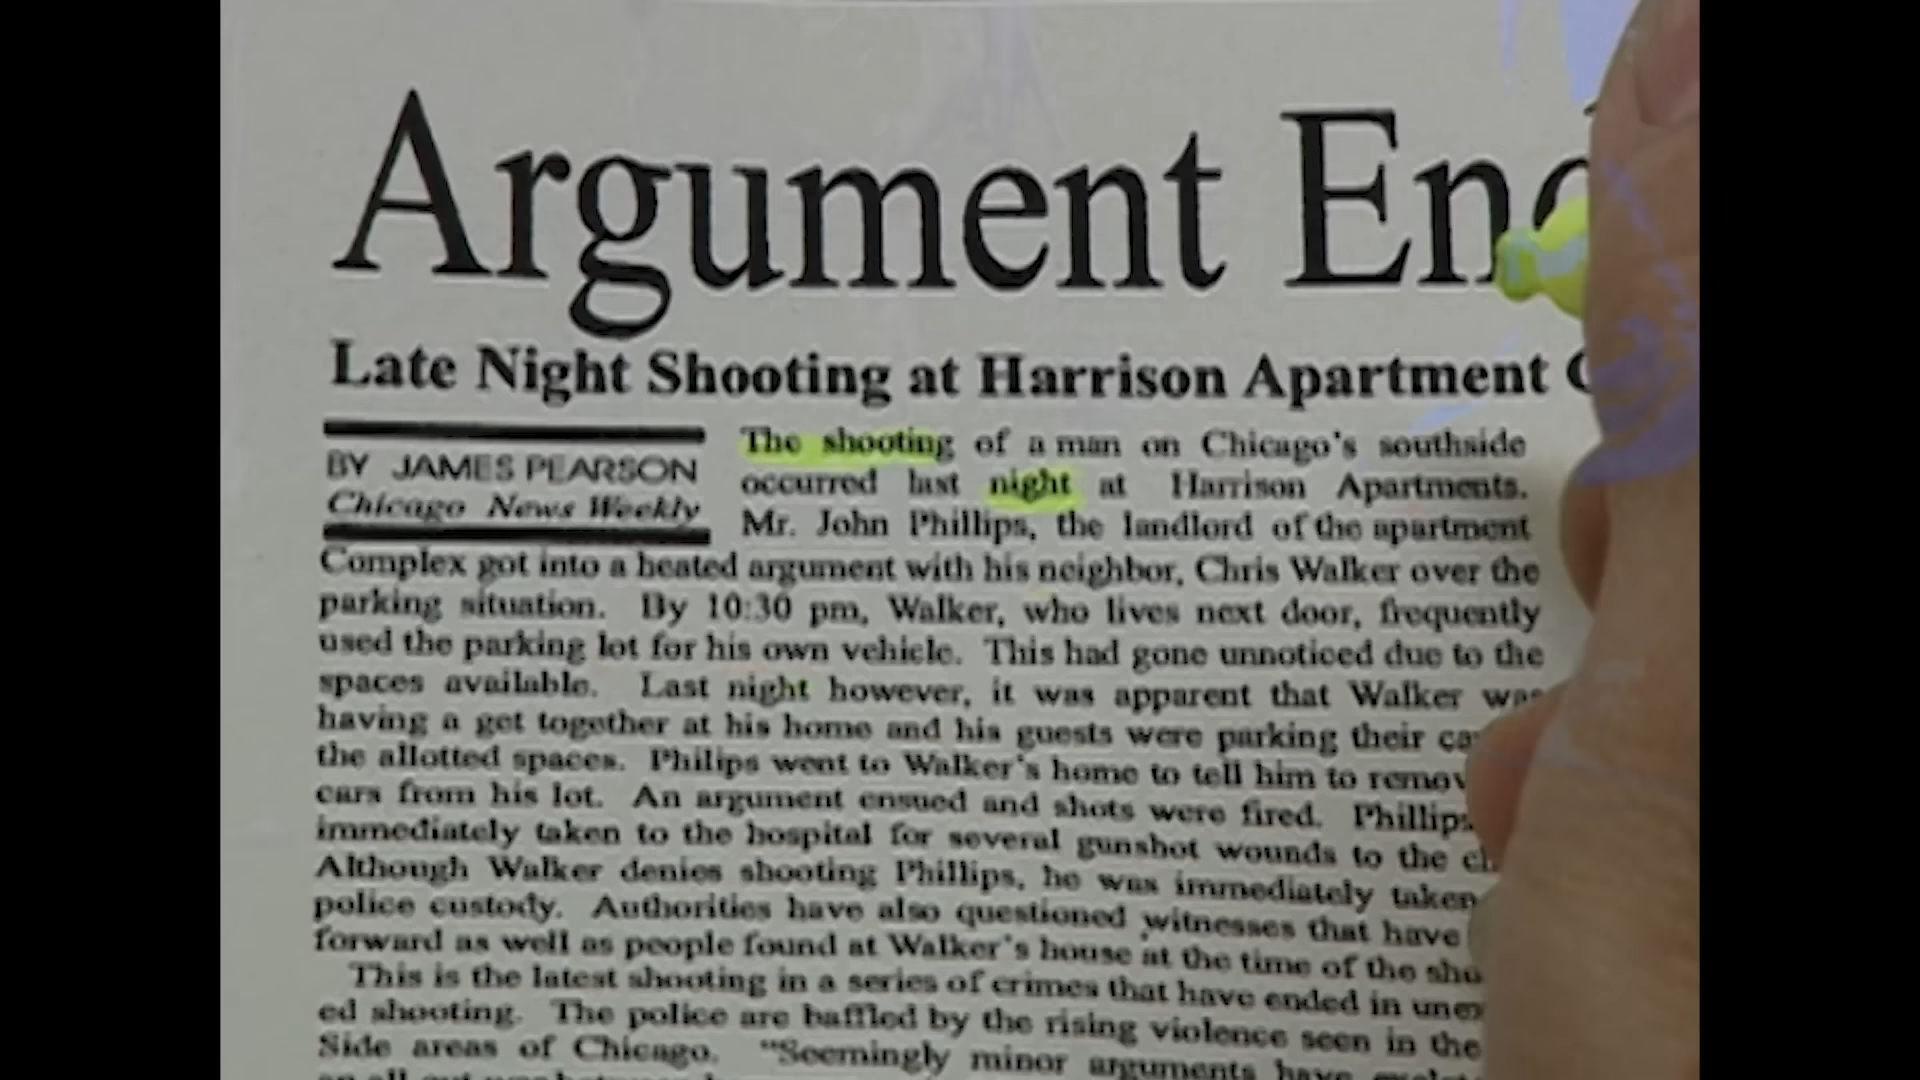 Argument En
Late Night Shooting at Harrison Apartment
BY JAMES PEARSON
Chicago News Weekly
The shooting of a man on Chicago's southside
occurred last night at Harrison Apartments.
Mr. John Phillips, the landlord of the apartment
Complex got into a heated argument with his neighbor, Chris Walker over the
parking situation. By 10:30 pm, Walker, who lives next door, frequently
used the parking lot for his own vehicle. This had gone unnoticed due to the
spaces available. Last night however, it was apparent that Walker was
having a get together at his home and his guests were parking their
the allotted spaces. Philips went to Walker's home to tell him to
cars from his lot. An argument ensued and shots were fired. Phillips
immediately taken to the hospital for several gunshot wounds to the
Although Walker denies shooting Phillips, he was immediately taken
police custody. Authorities have also questioned witnesses that have
forward as well as people found at Walker's house at the time of the
This is the latest shooting in a series of crimes that have ended in
ed shooting. The police are baffled by the rising violence seen in the
Side areas of Chicago. "Seemingly minor arguments have